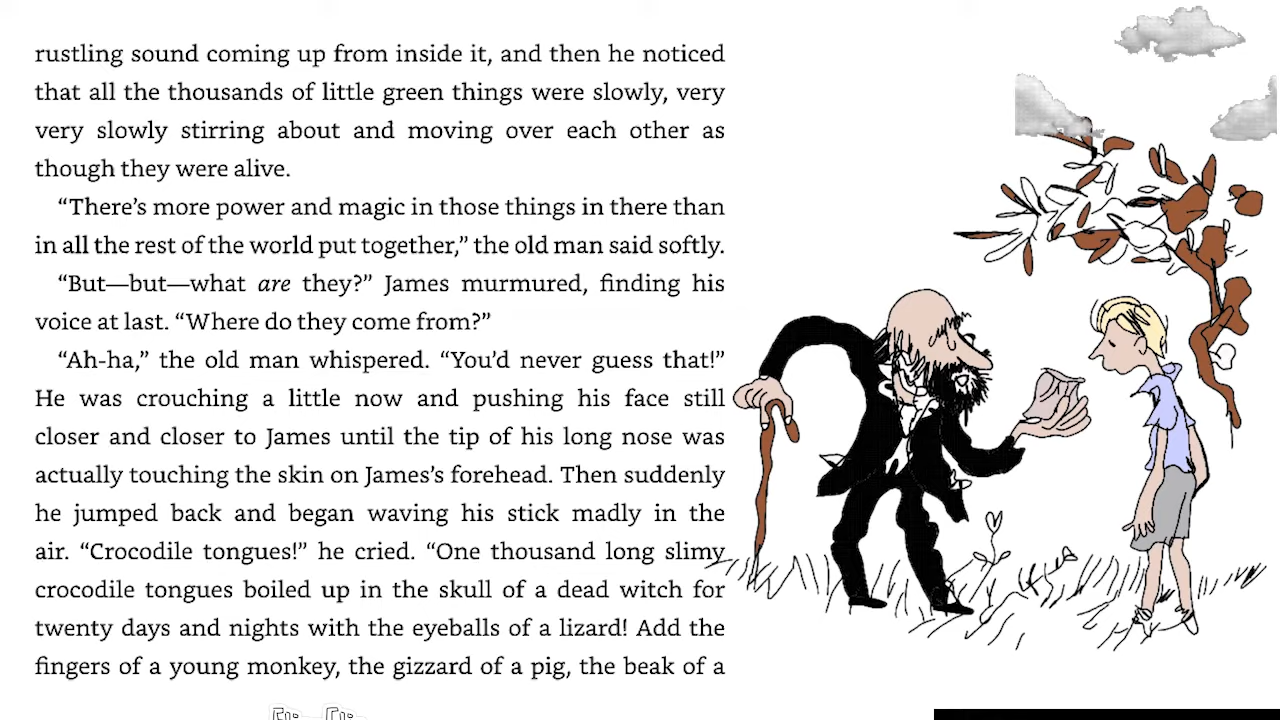 rustling sound coming up from inside it, and then he noticed
that all the thousands of little green things were slowly, very
very slowly stirring about and moving over each other as
though they were alive.
“There’s more power and magic in those things in there than
in all the rest of the world put together,” the old man said softly.
“But—but—what are they?” James murmured, finding his
voice at last. “Where do they come from?”
“Ah-ha,” the old man whispered. “You’d never guess that!”
He was crouching a little now and pushing his face still
closer and closer to James until the tip of his long nose was
actually touching the skin on James’s forehead. Then suddenly
he jumped back and began waving his stick madly in the
air. “Crocodile tongues!” he cried. “One thousand long slimy
crocodile tongues boiled up in the skull of a dead witch for
twenty days and nights with the eyeballs of a lizard! Add the
fingers of a young monkey, the gizzard of a pig, the beak of a